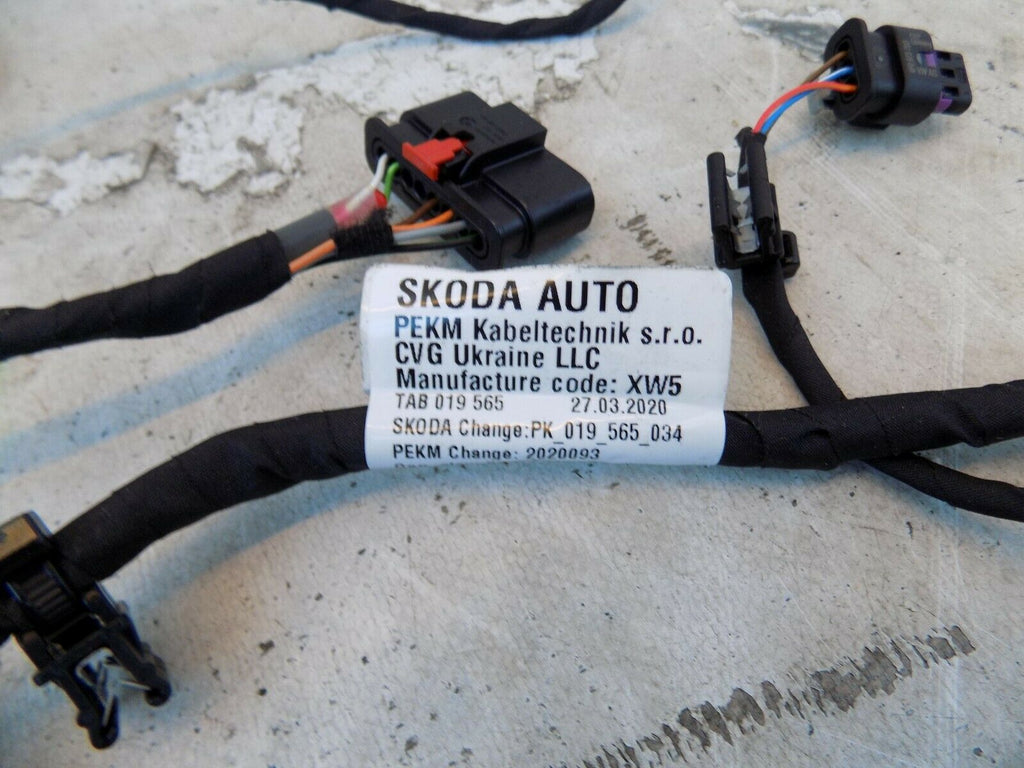 SKODA AUTO
PEKM Kabeltechnik s.r.o.
CVG Ukraine LLC
Manufacture code: XW5
TAB 019 565 27.03.2020
SKODA Change:PK_019_565_034
PEKM Change: 2020093